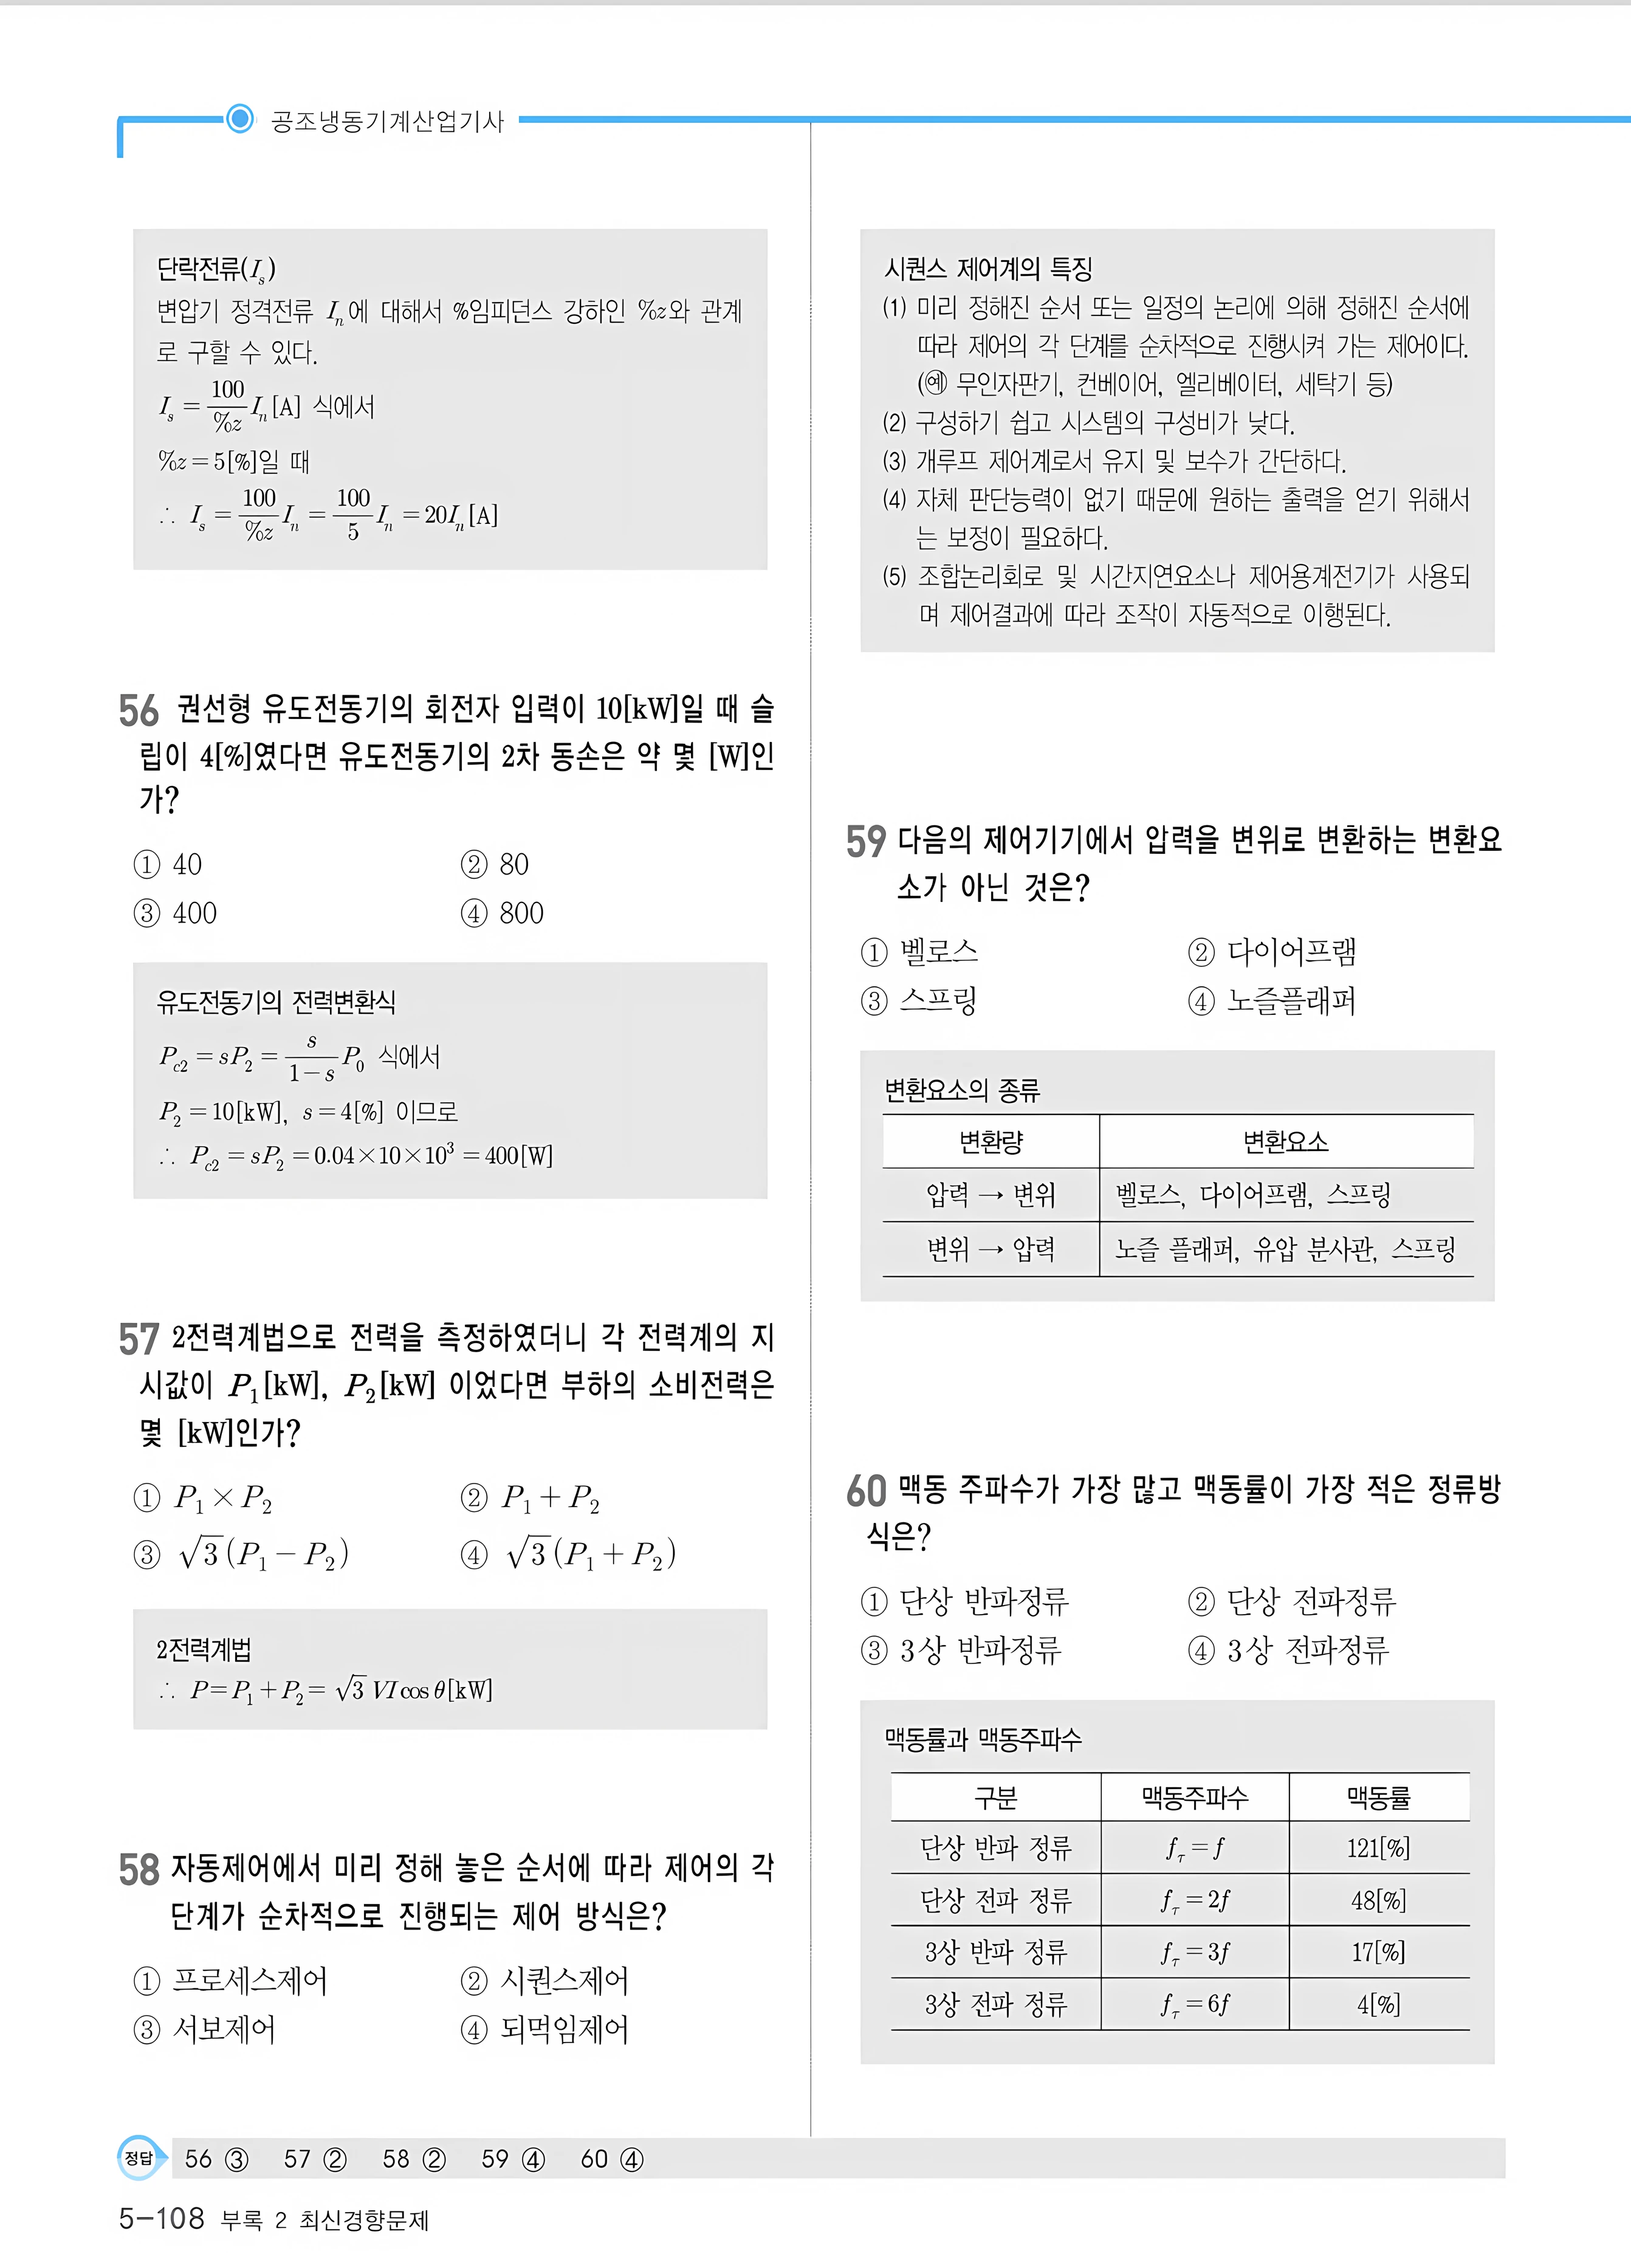 공조냉동기계산업기사
단락전류(I_s)
변압기 정격전류 I_n에 대해서 %임피던스 강하인 %z와 관계
로 구할 수 있다.
I_s = 100/%z I_n [A] 식에서
%z = 5[%]일 때
∴ I_s = 100/%z I_n = 100/5 I_n = 20I_n [A]
56 권선형 유도전동기의 회전자 입력이 10[kW]일 때 슬
립이 4[%]였다면 유도전동기의 2차 동손은 약 몇 [W]인
가?
① 40 ② 80
③ 400 ④ 800
유도전동기의 전력변환식
P_c2 = sP_2 = s/(1-s) P_0 식에서
P_2 = 10[kW], s = 4[%] 이므로
∴ P_c2 = sP_2 = 0.04×10×10³ = 400[W]
57 2전력계법으로 전력을 측정하였더니 각 전력계의 지
시값이 P_1[kW], P_2[kW] 이었다면 부하의 소비전력은
몇 [kW]인가?
① P_1 × P_2 ② P_1 + P_2
③ √3(P_1 − P_2) ④ √3(P_1 + P_2)
2전력계법
∴ P = P_1 + P_2 = √3 VI cos θ[kW]
58 자동제어에서 미리 정해 놓은 순서에 따라 제어의 각
단계가 순차적으로 진행되는 제어 방식은?
① 프로세스제어 ② 시퀀스제어
③ 서보제어 ④ 되먹임제어
시퀀스 제어계의 특징
(1) 미리 정해진 순서 또는 일정의 논리에 의해 정해진 순서에
따라 제어의 각 단계를 순차적으로 진행시켜 가는 제어이다.
(예 무인자판기, 컨베이어, 엘리베이터, 세탁기 등)
(2) 구성하기 쉽고 시스템의 구성비가 낮다.
(3) 개루프 제어계로서 유지 및 보수가 간단하다.
(4) 자체 판단능력이 없기 때문에 원하는 출력을 얻기 위해서
는 보정이 필요하다.
(5) 조합논리회로 및 시간지연요소나 제어용계전기가 사용되
며 제어결과에 따라 조작이 자동적으로 이행된다.
59 다음의 제어기기에서 압력을 변위로 변환하는 변환요
소가 아닌 것은?
① 벨로스 ② 다이어프램
③ 스프링 ④ 노즐플래퍼
변환요소의 종류
변환량 변환요소
압력 → 변위 벨로스, 다이어프램, 스프링
변위 → 압력 노즐 플래퍼, 유압 분사관, 스프링
60 맥동 주파수가 가장 많고 맥동률이 가장 적은 정류방
식은?
① 단상 반파정류 ② 단상 전파정류
③ 3상 반파정류 ④ 3상 전파정류
맥동률과 맥동주파수
구분 맥동주파수 맥동률
단상 반파 정류 f_τ = f 121[%]
단상 전파 정류 f_τ = 2f 48[%]
3상 반파 정류 f_τ = 3f 17[%]
3상 전파 정류 f_τ = 6f 4[%]
정답 56 ③ 57 ② 58 ② 59 ④ 60 ④
5-108 부록 2 최신경향문제